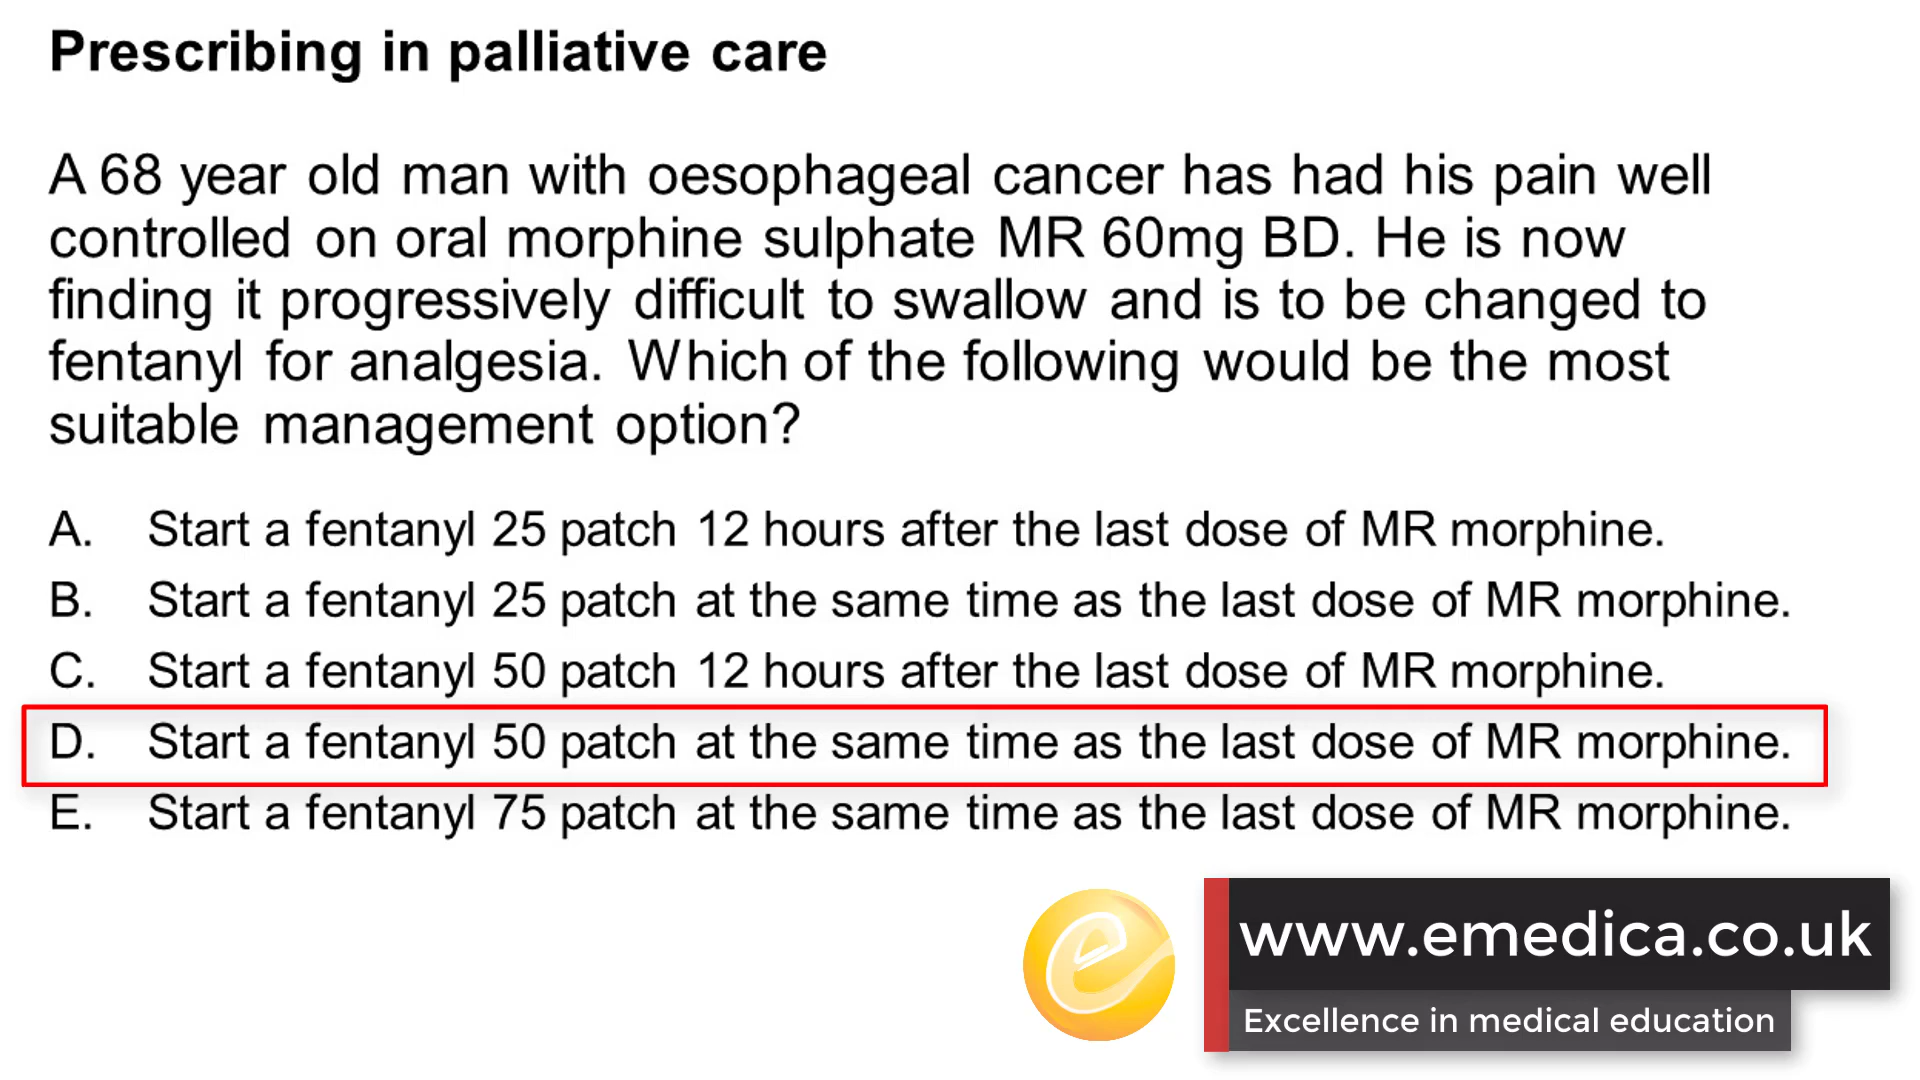 Prescribing in palliative care
A 68 year old man with oesophageal cancer has had his pain well
controlled on oral morphine sulphate MR 60mg BD. He is now
finding it progressively difficult to swallow and is to be changed to
fentanyl for analgesia. Which of the following would be the most
suitable management option?
A. Start a fentanyl 25 patch 12 hours after the last dose of MR morphine.
B. Start a fentanyl 25 patch at the same time as the last dose of MR morphine.
C. Start a fentanyl 50 patch 12 hours after the last dose of MR morphine.
D. Start a fentanyl 50 patch at the same time as the last dose of MR morphine.
E. Start a fentanyl 75 patch at the same time as the last dose of MR morphine.
e
www.emedica.co.uk
Excellence in medical education